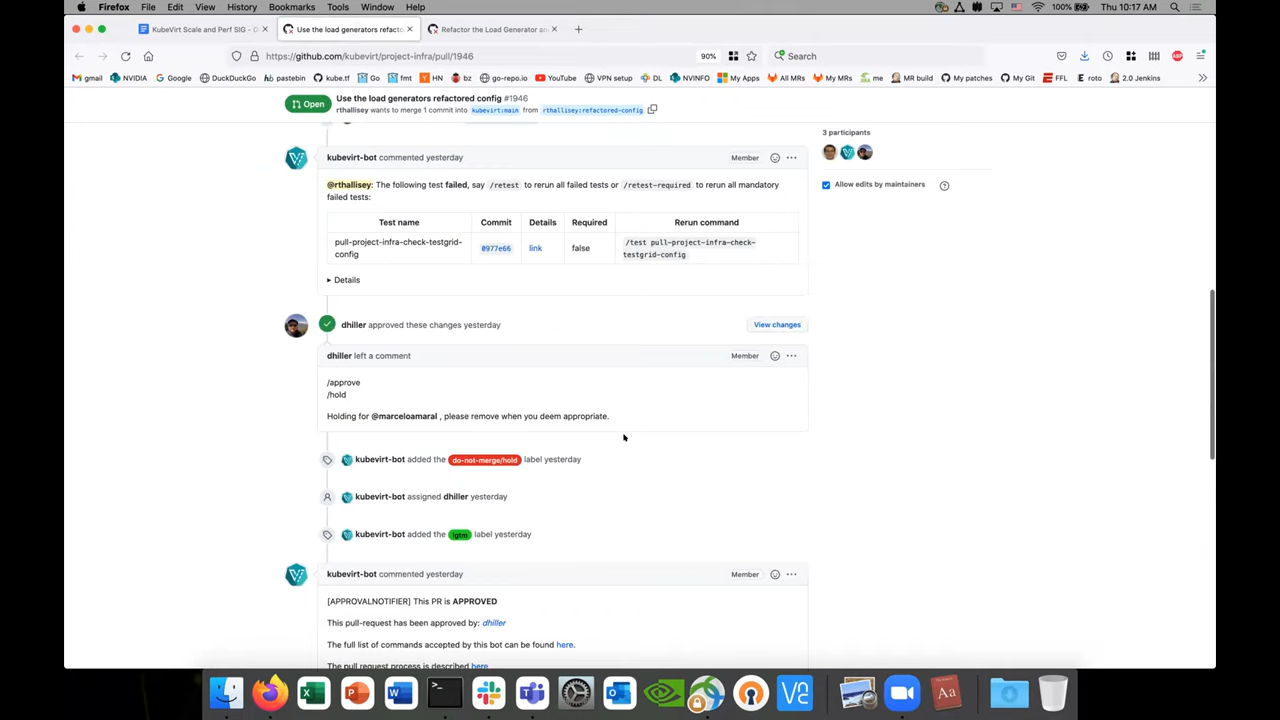 Firefox File Edit View History Bookmarks Tools Window Help 100% Thu 10:17 AM
KubeVirt Scale and Perf SIG - × Use the load generators refacto × Refactor the Load Generator an × +
https://github.com/kubevirt/project-infra/pull/1946 90% Search
gmail NVIDIA Google DuckDuckGo pastebin kube.tf Go fmt HN bz go-repo.io YouTube VPN setup DL NVINFO My Apps All MRs My MRs me MR build My patches My Git FFL eroto 2.0 Jenkins
Open
Use the load generators refactored config #1946
rthallisey wants to merge 1 commit into kubevirt:main from rthallisey:refactored-config
3 participants
Allow edits by maintainers
kubevirt-bot commented yesterday Member
@rthallisey: The following test failed, say /retest to rerun all failed tests or /retest-required to rerun all mandatory
failed tests:
Test name Commit Details Required Rerun command
pull-project-infra-check-testgrid-
config
0977e66 link false
/test pull-project-infra-check-
testgrid-config
Details
dhiller approved these changes yesterday View changes
dhiller left a comment Member
/approve
/hold
Holding for @marceloamaral , please remove when you deem appropriate.
kubevirt-bot added the do-not-merge/hold label yesterday
kubevirt-bot assigned dhiller yesterday
kubevirt-bot added the lgtm label yesterday
kubevirt-bot commented yesterday Member
[APPROVALNOTIFIER] This PR is APPROVED
This pull-request has been approved by: dhiller
The full list of commands accepted by this bot can be found here.
The pull request process is described here